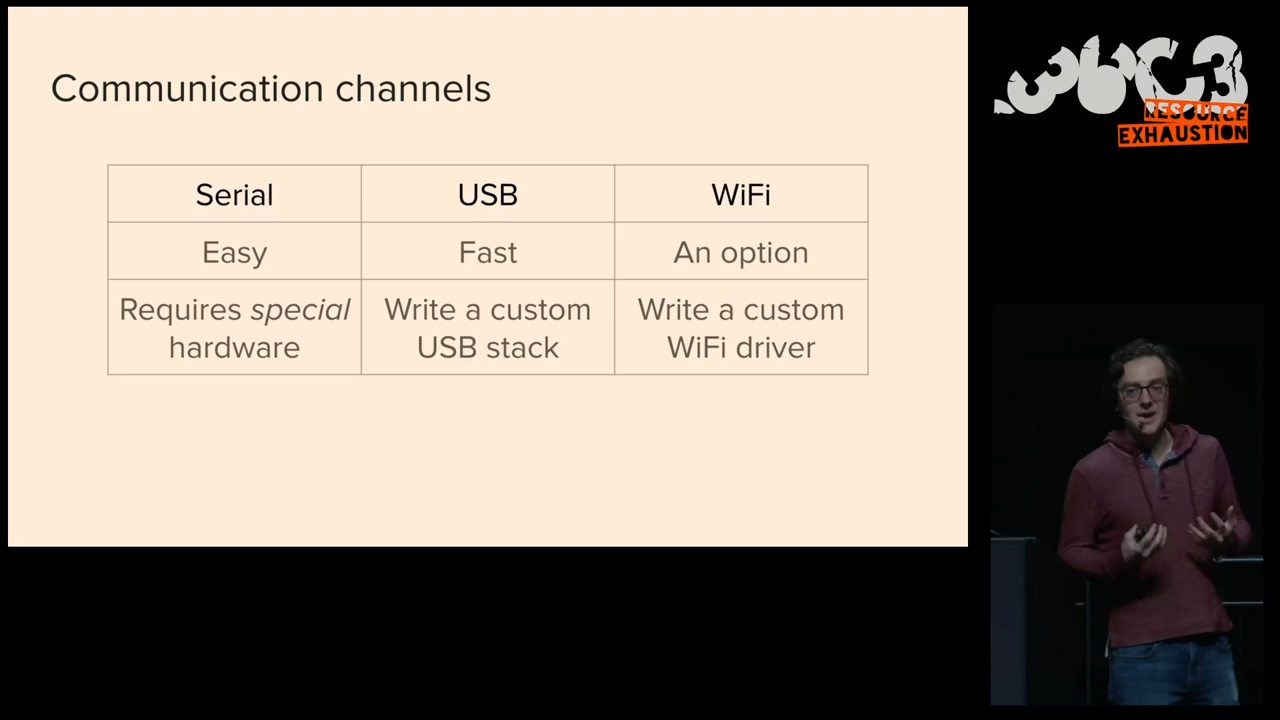 Communication channels
Serial USB WiFi
Easy Fast An option
Requires special Write a custom Write a custom
hardware USB stack WiFi driver
36C3
RESOURCE
EXHAUSTION